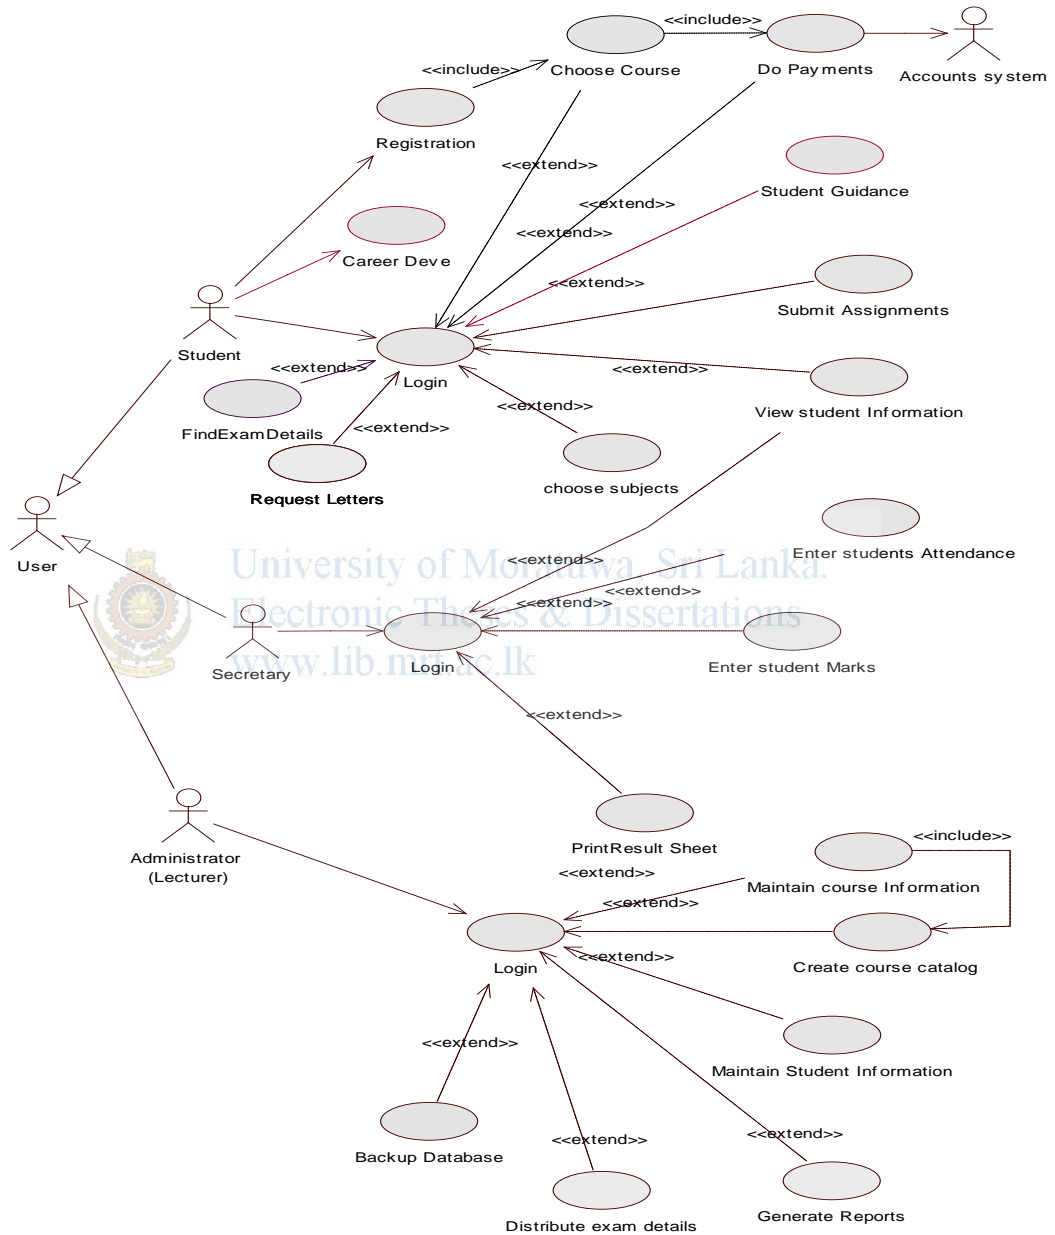 <<include>>
Choose Course
Do Payments
Accounts system
<<include>>
Registration
<<extend>>
Student Guidance
<<extend>>
<<extend>>
Career Deve
<<extend>>
Submit Assignments
Student
<<extend>>
<<extend>>
Login
View student Information
<<extend>>
<<extend>>
FindExamDetails
choose subjects
Request Letters
User
University of Moratuwa, Sri Lanka.
Enter students Attendance
<<extend>>
<<extend>>
Electronic Theses & Dissertations
<<extend>>
Secretary
Login
www.lib.mrt.ac.lk
Enter student Marks
<<extend>>
PrintResult Sheet
<<include>>
Administrator
(Lecturer)
<<extend>>
Maintain course Information
<<extend>>
Login
<<extend>>
Create course catalog
<<extend>>
Maintain Student Information
Backup Database
<<extend>>
<<extend>>
Distribute exam details
Generate Reports